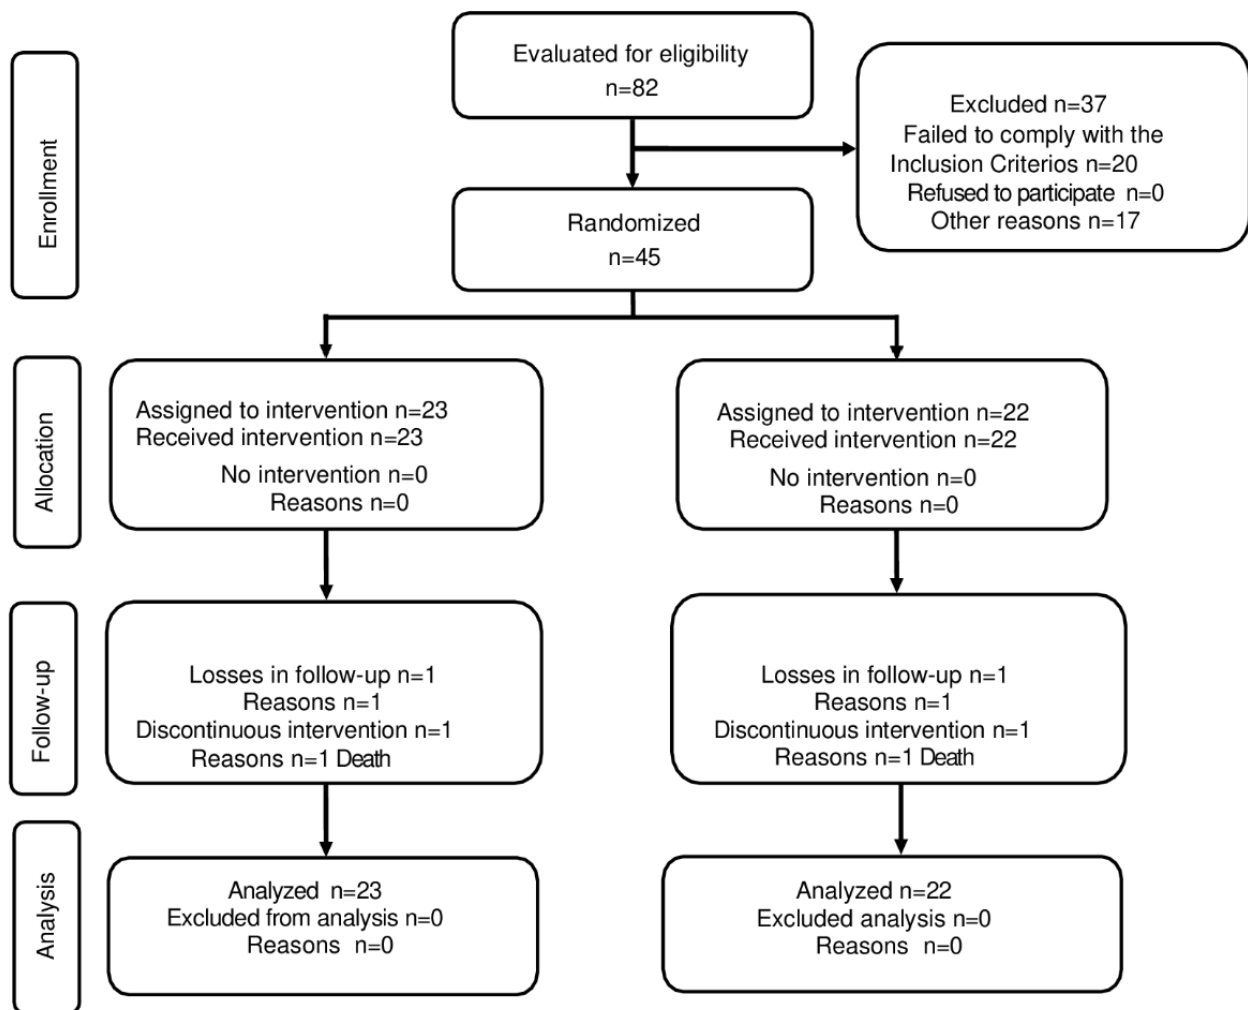 Enrollment
Evaluated for eligibility
n=82
Excluded n=37
Failed to comply with the
Inclusion Criterios n=20
Refused to participate n=0
Other reasons n=17
Randomized
n=45
Allocation
Assigned to intervention n=23
Received intervention n=23
No intervention n=0
Reasons n=0
Assigned to intervention n=22
Received intervention n=22
No intervention n=0
Reasons n=0
Follow-up
Losses in follow-up n=1
Reasons n=1
Discontinuous intervention n=1
Reasons n=1 Death
Losses in follow-up n=1
Reasons n=1
Discontinuous intervention n=1
Reasons n=1 Death
Analysis
Analyzed n=23
Excluded from analysis n=0
Reasons n=0
Analyzed n=22
Excluded analysis n=0
Reasons n=0